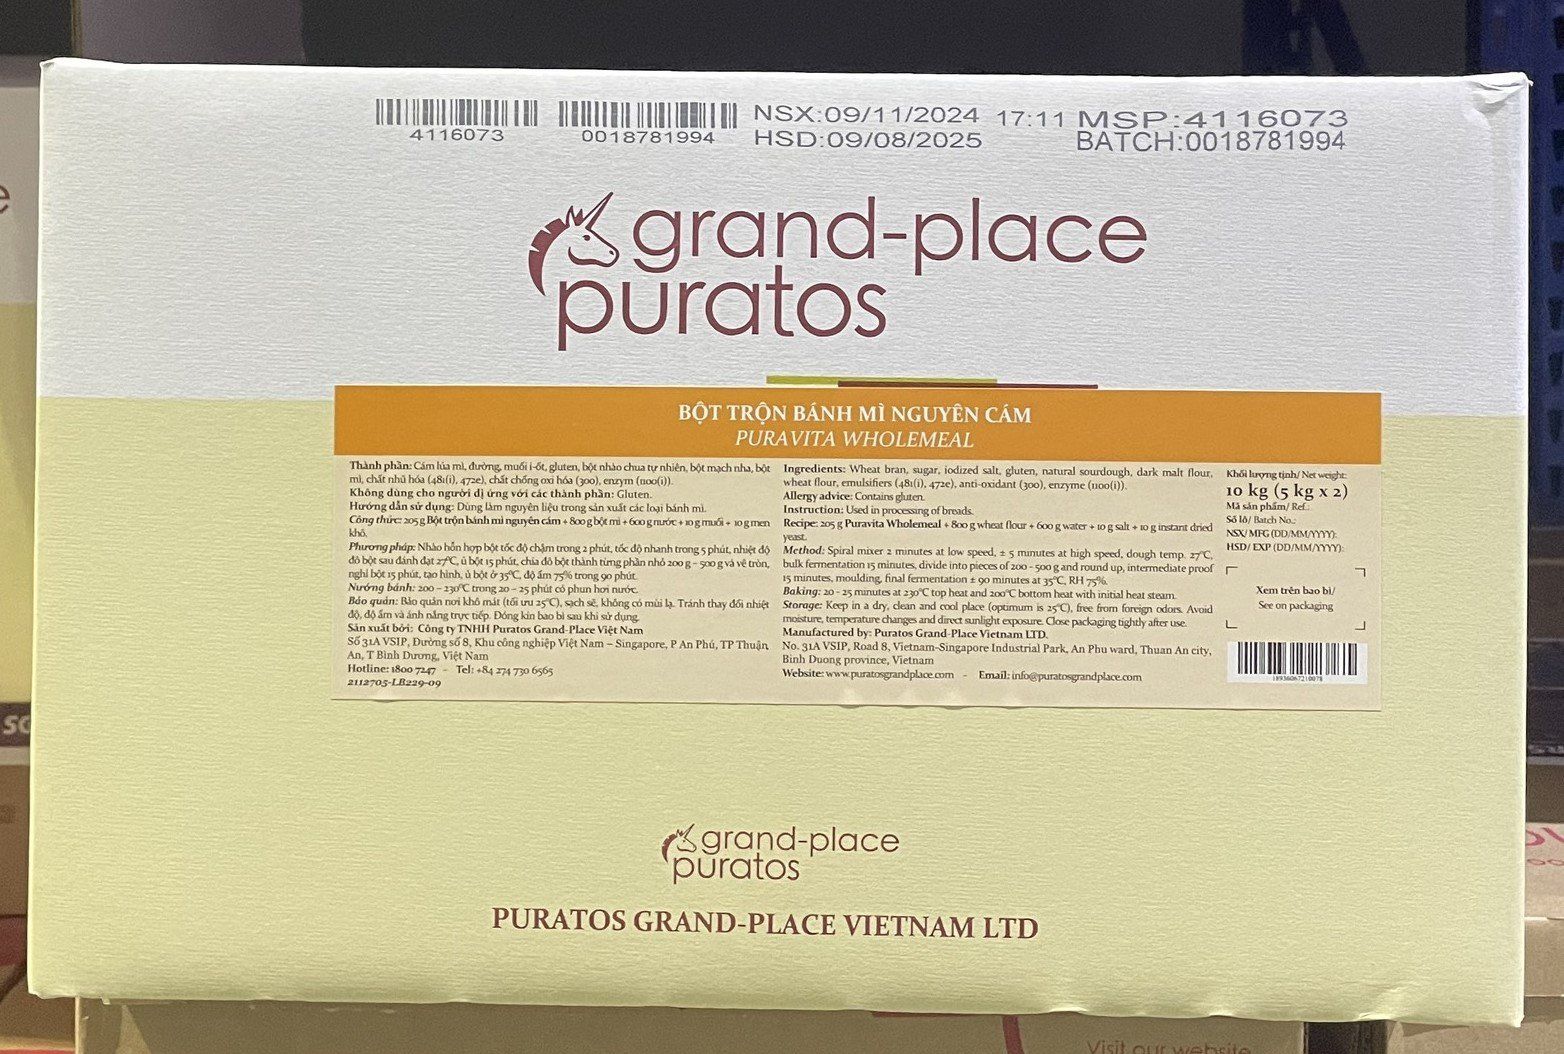 4116073
0018781994
NSX:09/11/2024 17:11 MSP:4116073
HSD:09/08/2025 BATCH:0018781994
grand-place
puratos
BỘT TRỘN BÁNH MÌ NGUYÊN CÁM
PURAVITA WHOLEMEAL
Thành phần: Cám lúa mì, đường, muối i-ốt, gluten, bột nhào chua tự nhiên, bột mạch nha, bột
mì, chất nhũ hóa (481(i), 472e), chất chống oxi hóa (300), enzym (1100(i)).
Không dùng cho người dị ứng với các thành phần: Gluten.
Hướng dẫn sử dụng: Dùng làm nguyên liệu trong sản xuất các loại bánh mì.
Công thức: 205 g Bột trộn bánh mì nguyên cám + 800 g bột mì + 600 g nước + 10 g muối + 10 g men
khô.
Phương pháp: Nhào hỗn hợp bột tốc độ chậm trong 2 phút, tốc độ nhanh trong 5 phút, nhiệt độ
đô bột sau đánh đạt 27°C, ủ bột 15 phút, chia đô bột thành từng phần nhỏ 200 g - 500 g và vê tròn,
nghỉ bột 15 phút, tạo hình, ủ bột ở 35°C, độ ẩm 75% trong 90 phút.
Nướng bánh: 200 - 230°C trong 20 - 25 phút có phun hơi nước.
Bảo quản: Bảo quản nơi khô mát (tối ưu 25°C), sạch sẽ, không có mùi lạ. Tránh thay đổi nhiệt
độ, độ ẩm và ánh nắng trực tiếp. Đóng kín bao bì sau khi sử dụng.
Sản xuất bởi: Công ty TNHH Puratos Grand-Place Việt Nam
Số 31A VSIP, Đường số 8, Khu công nghiệp Việt Nam – Singapore, P An Phú, TP Thuận
An, T Bình Dương, Việt Nam
Hotline: 1800 7247 - Tel: +84 274 730 6565
2112705-LB229-09
Ingredients: Wheat bran, sugar, iodized salt, gluten, natural sourdough, dark malt flour,
wheat flour, emulsifiers (481(i), 472e), anti-oxidant (300), enzyme (1100(i)).
Allergy advice: Contains gluten.
Instruction: Used in processing of breads.
Recipe: 205 g Puravita Wholemeal + 800 g wheat flour + 600 g water + 10 g salt + 10 g instant dried
yeast.
Method: Spiral mixer 2 minutes at low speed, ± 5 minutes at high speed, dough temp. 27°C,
bulk fermentation 15 minutes, divide into pieces of 200 - 500 g and round up, intermediate proof
15 minutes, moulding, final fermentation ± 90 minutes at 35°C, RH 75%.
Baking: 20 - 25 minutes at 230°C top heat and 200°C bottom heat with initial heat steam.
Storage: Keep in a dry, clean and cool place (optimum is 25°C), free from foreign odors. Avoid
moisture, temperature changes and direct sunlight exposure. Close packaging tightly after use.
Manufactured by: Puratos Grand-Place Vietnam LTD.
No. 31A VSIP, Road 8, Vietnam-Singapore Industrial Park, An Phu ward, Thuan An city,
Binh Duong province, Vietnam
Website: www.puratosgrandplace.com - Email: info@puratosgrandplace.com
Khối lượng tịnh/ Net weight:
10 kg (5 kg x 2)
Mã sản phẩm/ Ref.:
Số lô/ Batch No.:
NSX/ MFG (DD/MM/YYYY):
HSD/ EXP (DD/MM/YYYY):
Xem trên bao bì/
See on packaging
18936067210078
grand-place
puratos
PURATOS GRAND-PLACE VIETNAM LTD
Visit our website